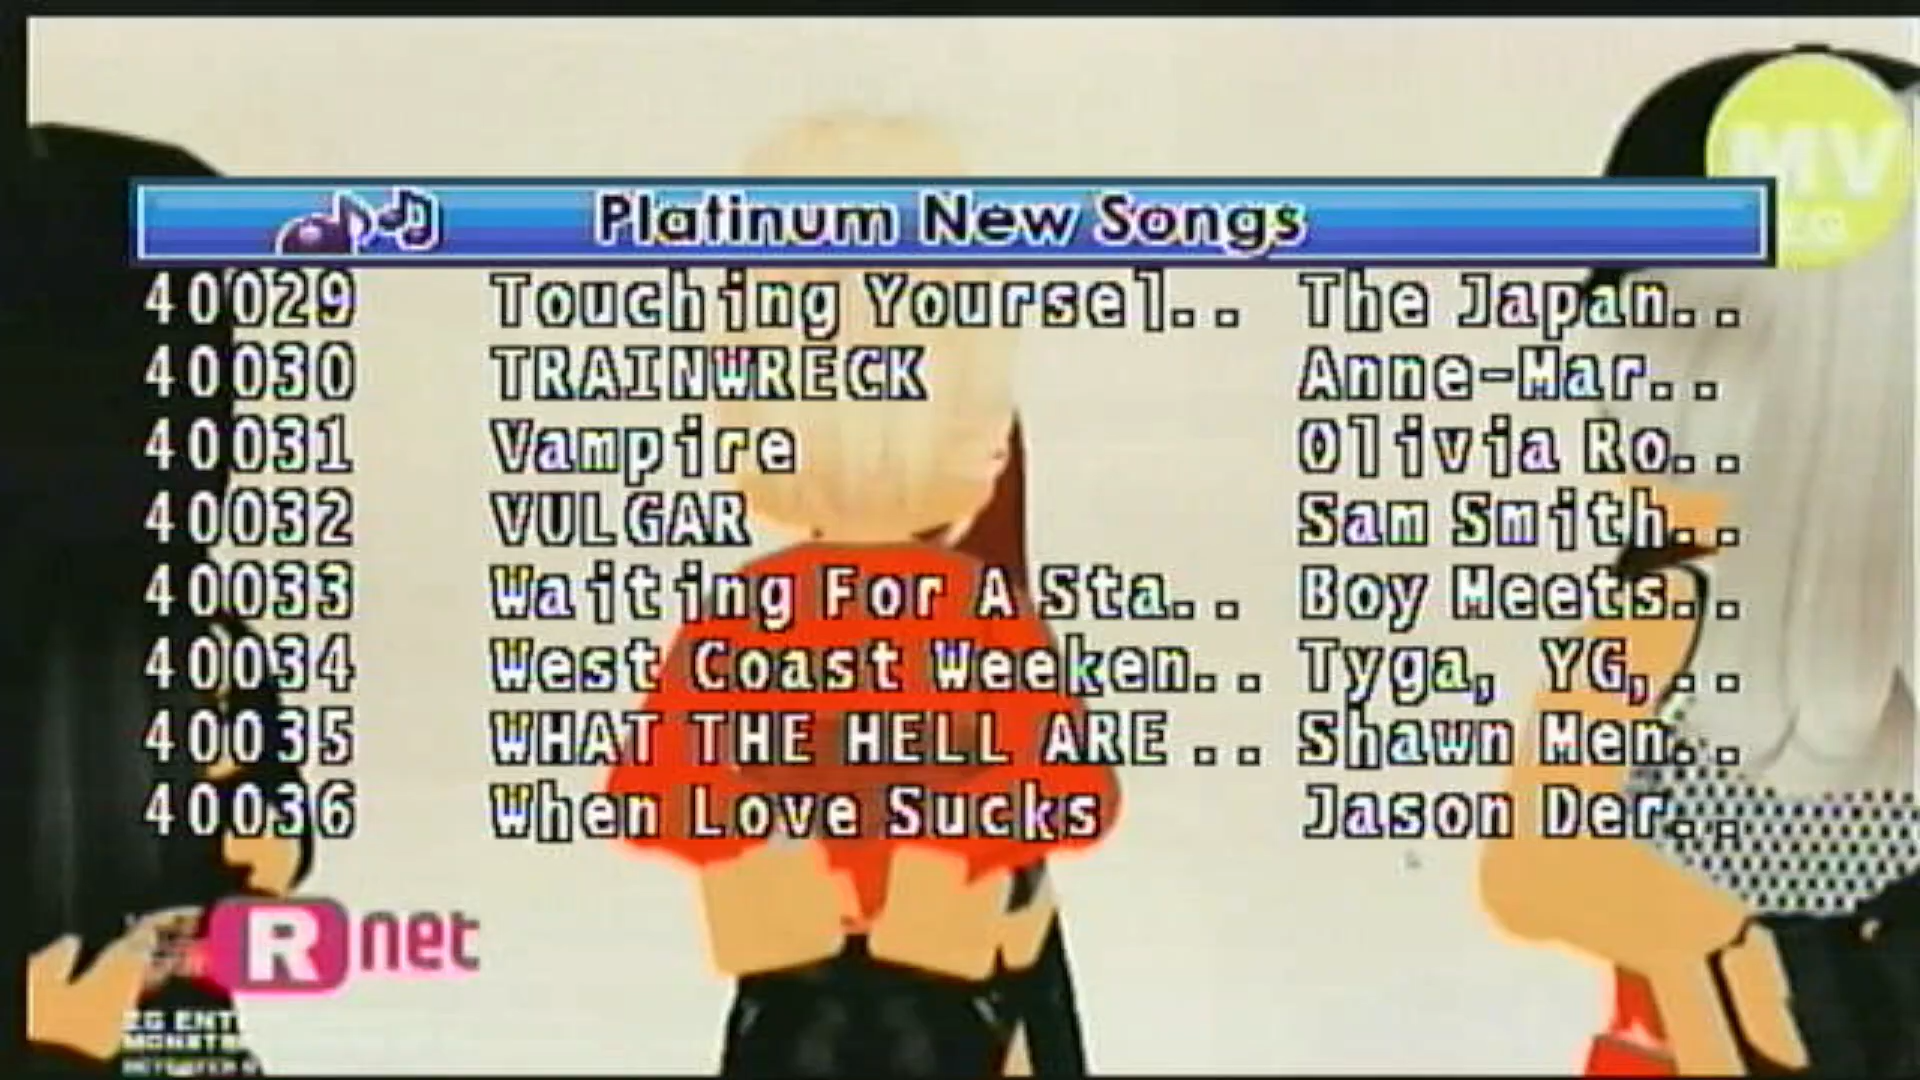 MV
Platinum New Songs
40029 Touching Yoursel.. The Japan..
40030 TRAINWRECK Anne-Mar..
40031 Vampire Olivia Ro..
40032 VULGAR Sam Smith..
40033 Waiting For A Sta.. Boy Meets..
40034 West Coast Weeken.. Tyga, YG,..
40035 WHAT THE HELL ARE .. Shawn Men..
40036 When Love Sucks Jason Der..
R net